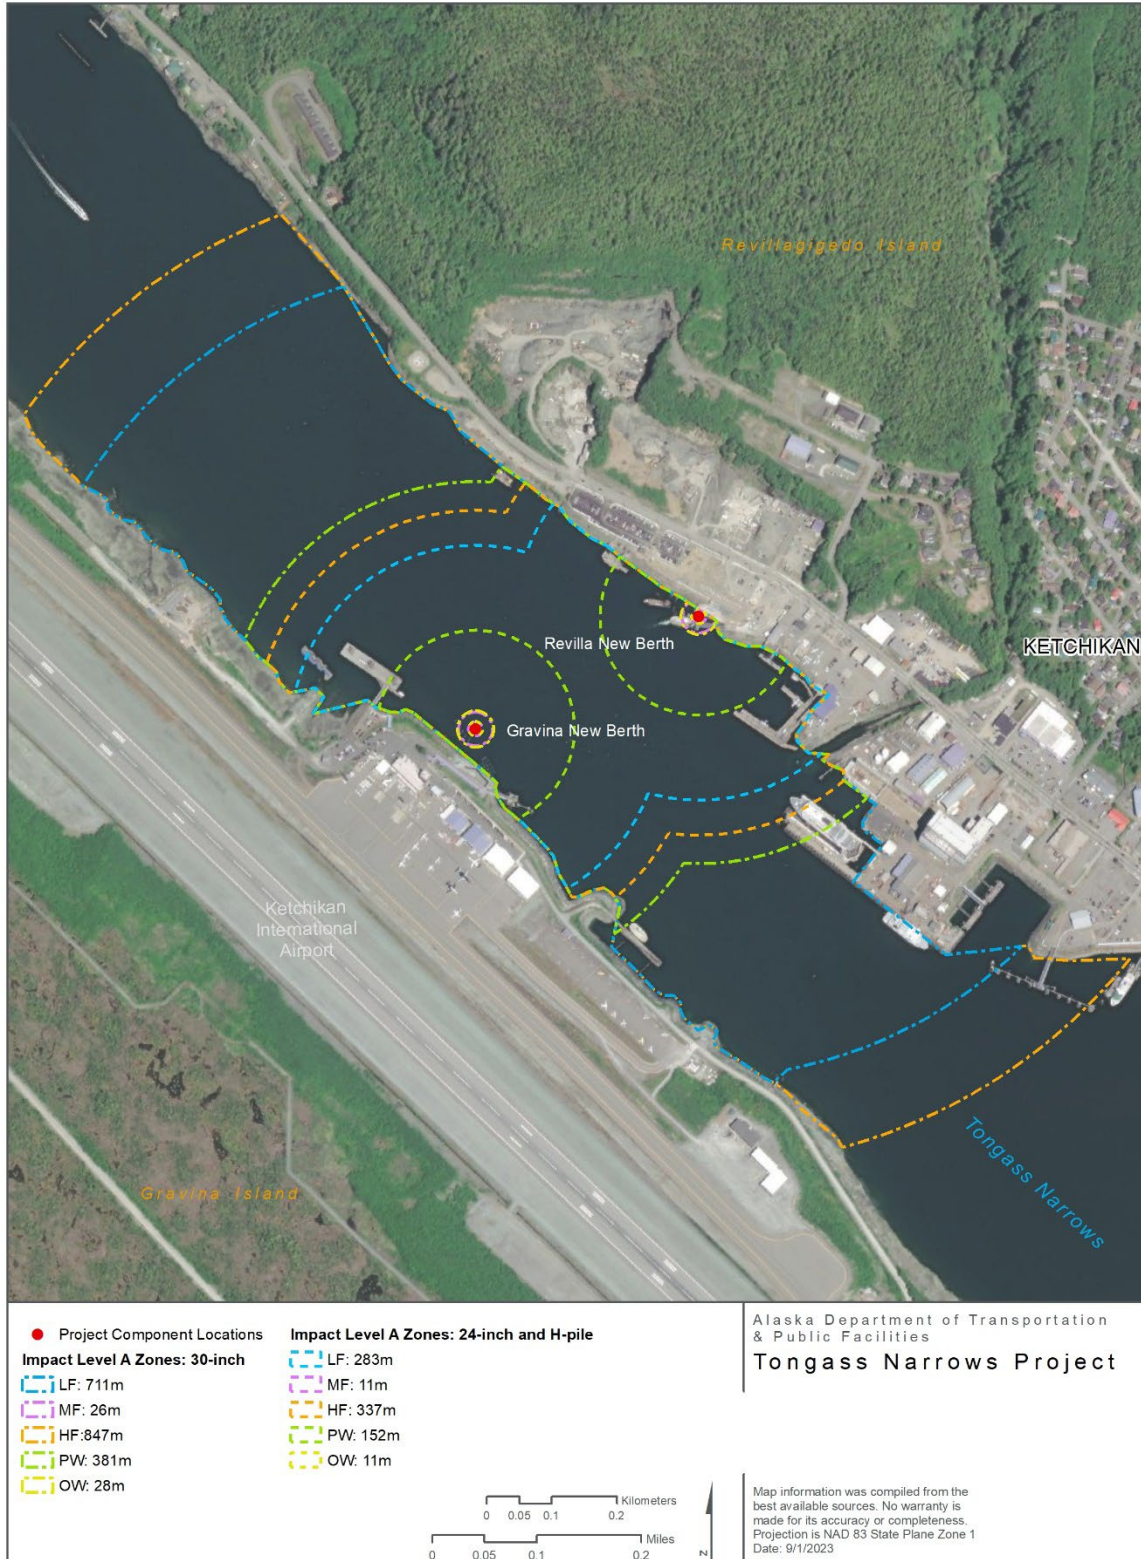 Revillagigedo Island
Revilla New Berth
KETCHIKAN
Gravina New Berth
Ketchikan
International
Airport
Tongass Narrows
Gravina Island
Project Component Locations
Impact Level A Zones: 30-inch
LF: 711m
MF: 26m
HF:847m
PW: 381m
OW: 28m
Impact Level A Zones: 24-inch and H-pile
LF: 283m
MF: 11m
HF: 337m
PW: 152m
OW: 11m
Kilometers
0 0.05 0.1 0.2
Miles
0 0.05 0.1 0.2
N
Alaska Department of Transportation
& Public Facilities
Tongass Narrows Project
Map information was compiled from the
best available sources. No warranty is
made for its accuracy or completeness.
Projection is NAD 83 State Plane Zone 1
Date: 9/1/2023